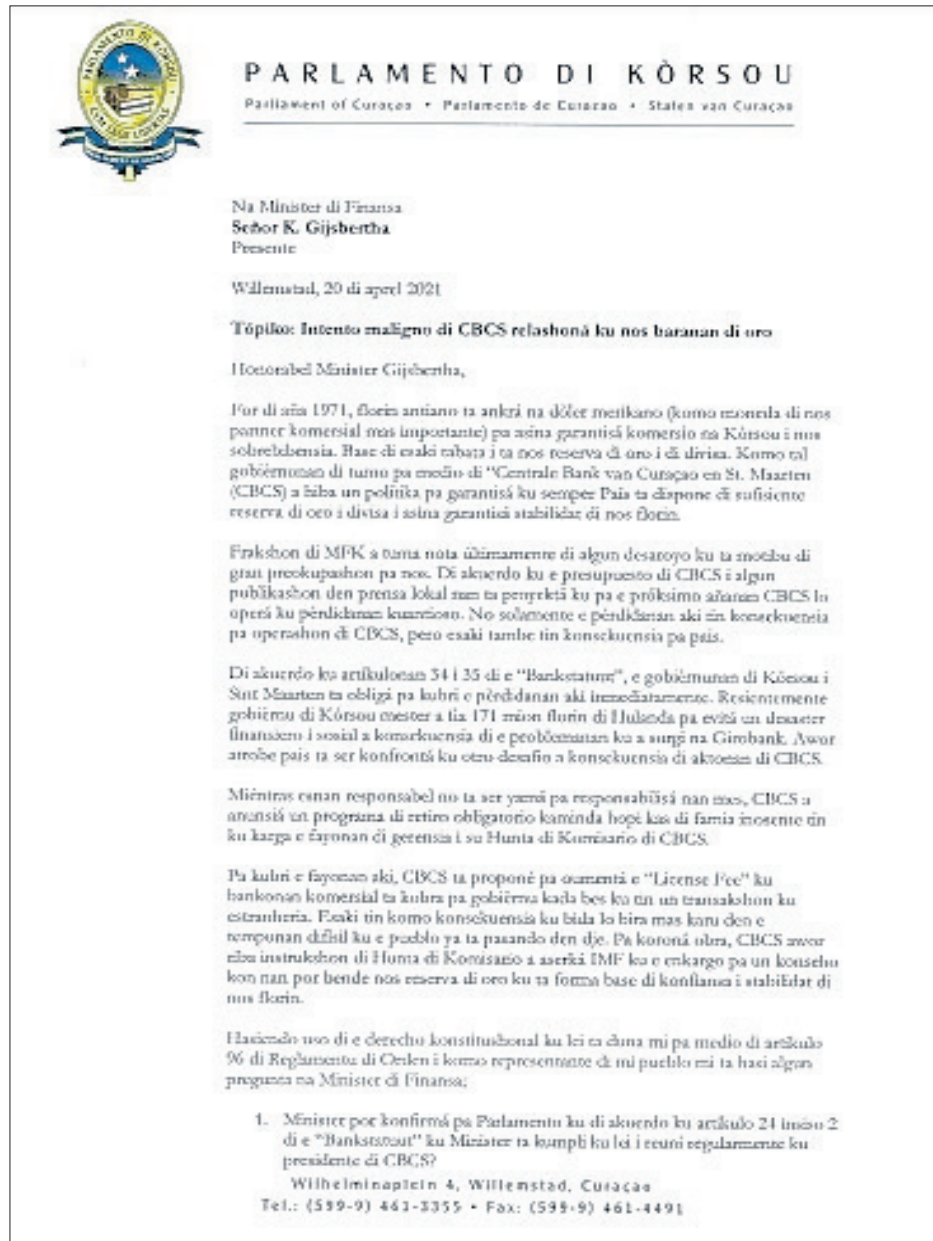 PARLAMENTO DI KÒRSOU
Parliament of Curaçao • Parlamento de Curacao • Staten van Curaçao
Na Minister di Finansa
Señor K. Gijsbertha
Presente
Willemstad, 20 di aprel 2021
Tópiko: Intento maligno di CBCS relashoná ku nos baranan di oro
Honorabel Minister Gijsbertha,
For di aña 1971, florin antiano ta ankrá na dòler merikano (komo moneda di nos
partner komersial mas importante) pa asina garantisá komersio na Kòrsou i nos
sobrebibensia. Base di esaki tabata i ta nos reserva di oro i di divisa. Komo tal
gobièrnonan di turno pa medio di "Centrale Bank van Curaçao en St. Maarten
(CBCS) a hiba un polítika pa garantisá ku semper Pais ta dispone di sufisiente
reserva di oro i divisa i asina garantisá stabilidat di nos florin.
Frakshon di MFK a tuma nota últimamente di algun desaroyo ku ta motibu di
gran preokupashon pa nos. Di akuerdo ku e presupuesto di CBCS i algun
publikashon den prensa lokal nan ta proyektá ku pa e próksimo añanan CBCS lo
operá ku pèrdidanan kuantioso. No solamente e pèrdidanan aki tin konsekuensia
pa operashon di CBCS, pero esaki tambe tin konsekuensia pa pais.
Di akuerdo ku artíkulonan 34 i 35 di e "Bankstatuut", e gobièrnunan di Kòrsou i
Sint Maarten ta obligá pa kubri e pèrdidanan aki imediatamente. Resientemente
gobièrnu di Kòrsou mester a fia 171 mion florin di Hulanda pa evitá un desaster
finansiero i sosial a konsekuensia di e problemanan ku a surgi na Girobank. Awor
atrobe pais ta ser konfrontá ku otro desafio a konsekuensia di aktonan di CBCS.
Miéntras esnan responsabel no ta ser yamá pa responsabilisá nan mes, CBCS a
anunsiá un programa di retiro obligatorio kaminda hopi kas di famia inosente tin
ku karga e fayonan di gerensia i su Hunta di Komisario di CBCS.
Pa kubri e fayonan aki, CBCS ta proponé pa oumentá e "License Fee" ku
bankonan komersial ta kobra pa gobièrnu kada bes ku tin un transakshon ku
estranheria. Esaki tin komo konsekuensia ku bida lo bira mas karu den e
tempunan difísil ku e pueblo ya ta pasando den dje. Pa koroná obra, CBCS awor
riba instrukshon di Hunta di Komisario a aserká IMF ku e enkargo pa un konseho
kon nan por bende nos reserva di oro ku ta forma base di konfiansa i stabilidat di
nos florin.
Hasiendo uso di e derecho konstitushonal ku lei ta duna mi pa medio di artíkulo
96 di Reglamentu di Orden i komo representante di mi pueblo mi ta hasi algun
pregunta na Minister di Finansa;
1. Minister por konfirmá pa Parlamento ku di akuerdo ku artíkulo 24 insiso 2
di e "Bankstatuut" ku Minister ta kumpli ku lei i reuní regularmente ku
presidente di CBCS?
Wilhelminaplein 4, Willemstad, Curaçao
Tel.: (599-9) 463-3355 • Fax: (599-9) 461-4491